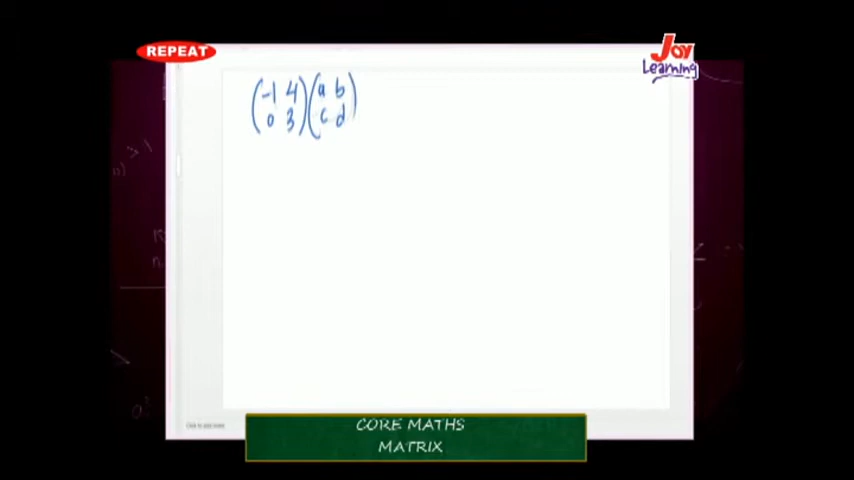 REPEAT
Joy
Learning
(-1 4)(a b)
(0 3)(c d)
CORE MATHS
MATRIX